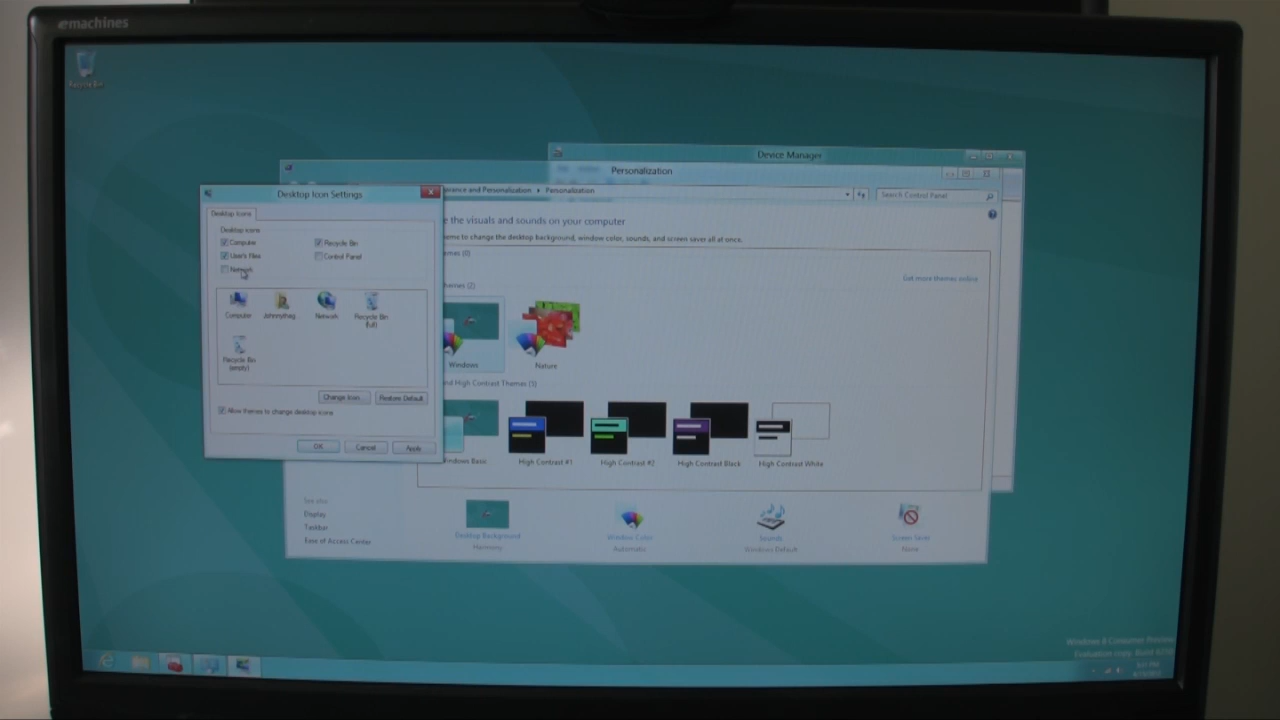 emachines
Recycle Bin
Device Manager
Personalization
Desktop Icon Settings
arance and Personalization ▸ Personalization
Search Control Panel
Desktop Icons
e the visuals and sounds on your computer
Desktop icons
eme to change the desktop background, window color, sounds, and screen saver all at once.
Computer
Recycle Bin
User's Files
Control Panel
Network
emes (0)
Get more themes online
hemes (2)
Computer
Network
Recycle Bin (full)
Recycle Bin (empty)
Windows
Nature
and High Contrast Themes (5)
Change Icon...
Restore Default
Allow themes to change desktop icons
OK
Cancel
Apply
Windows Basic
High Contrast #1
High Contrast #2
High Contrast Black
High Contrast White
See also
Display
Taskbar
Ease of Access Center
Desktop Background
Harmony
Window Color
Automatic
Sounds
Windows Default
Screen Saver
None
Windows 8 Consumer Preview
Evaluation copy. Build